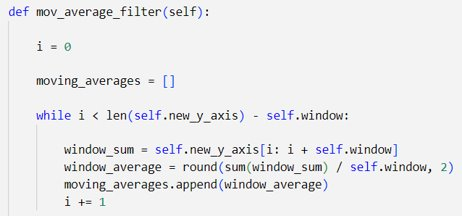 def mov_average_filter(self):
i = 0
moving_averages = []
while i < len(self.new_y_axis) - self.window:
window_sum = self.new_y_axis[i: i + self.window]
window_average = round(sum(window_sum) / self.window, 2)
moving_averages.append(window_average)
i += 1